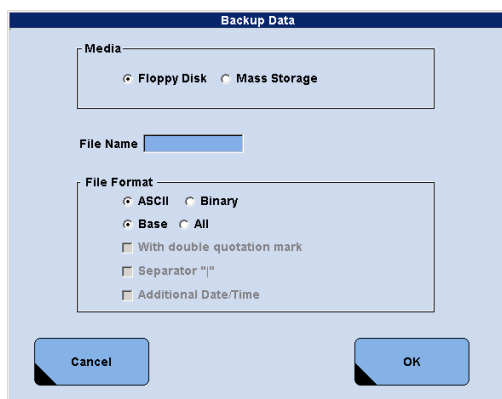 Backup Data
Media
Floppy Disk Mass Storage
File Name
File Format
ASCII Binary
Base All
With double quotation mark
Separator "|"
Additional Date/Time
Cancel OK